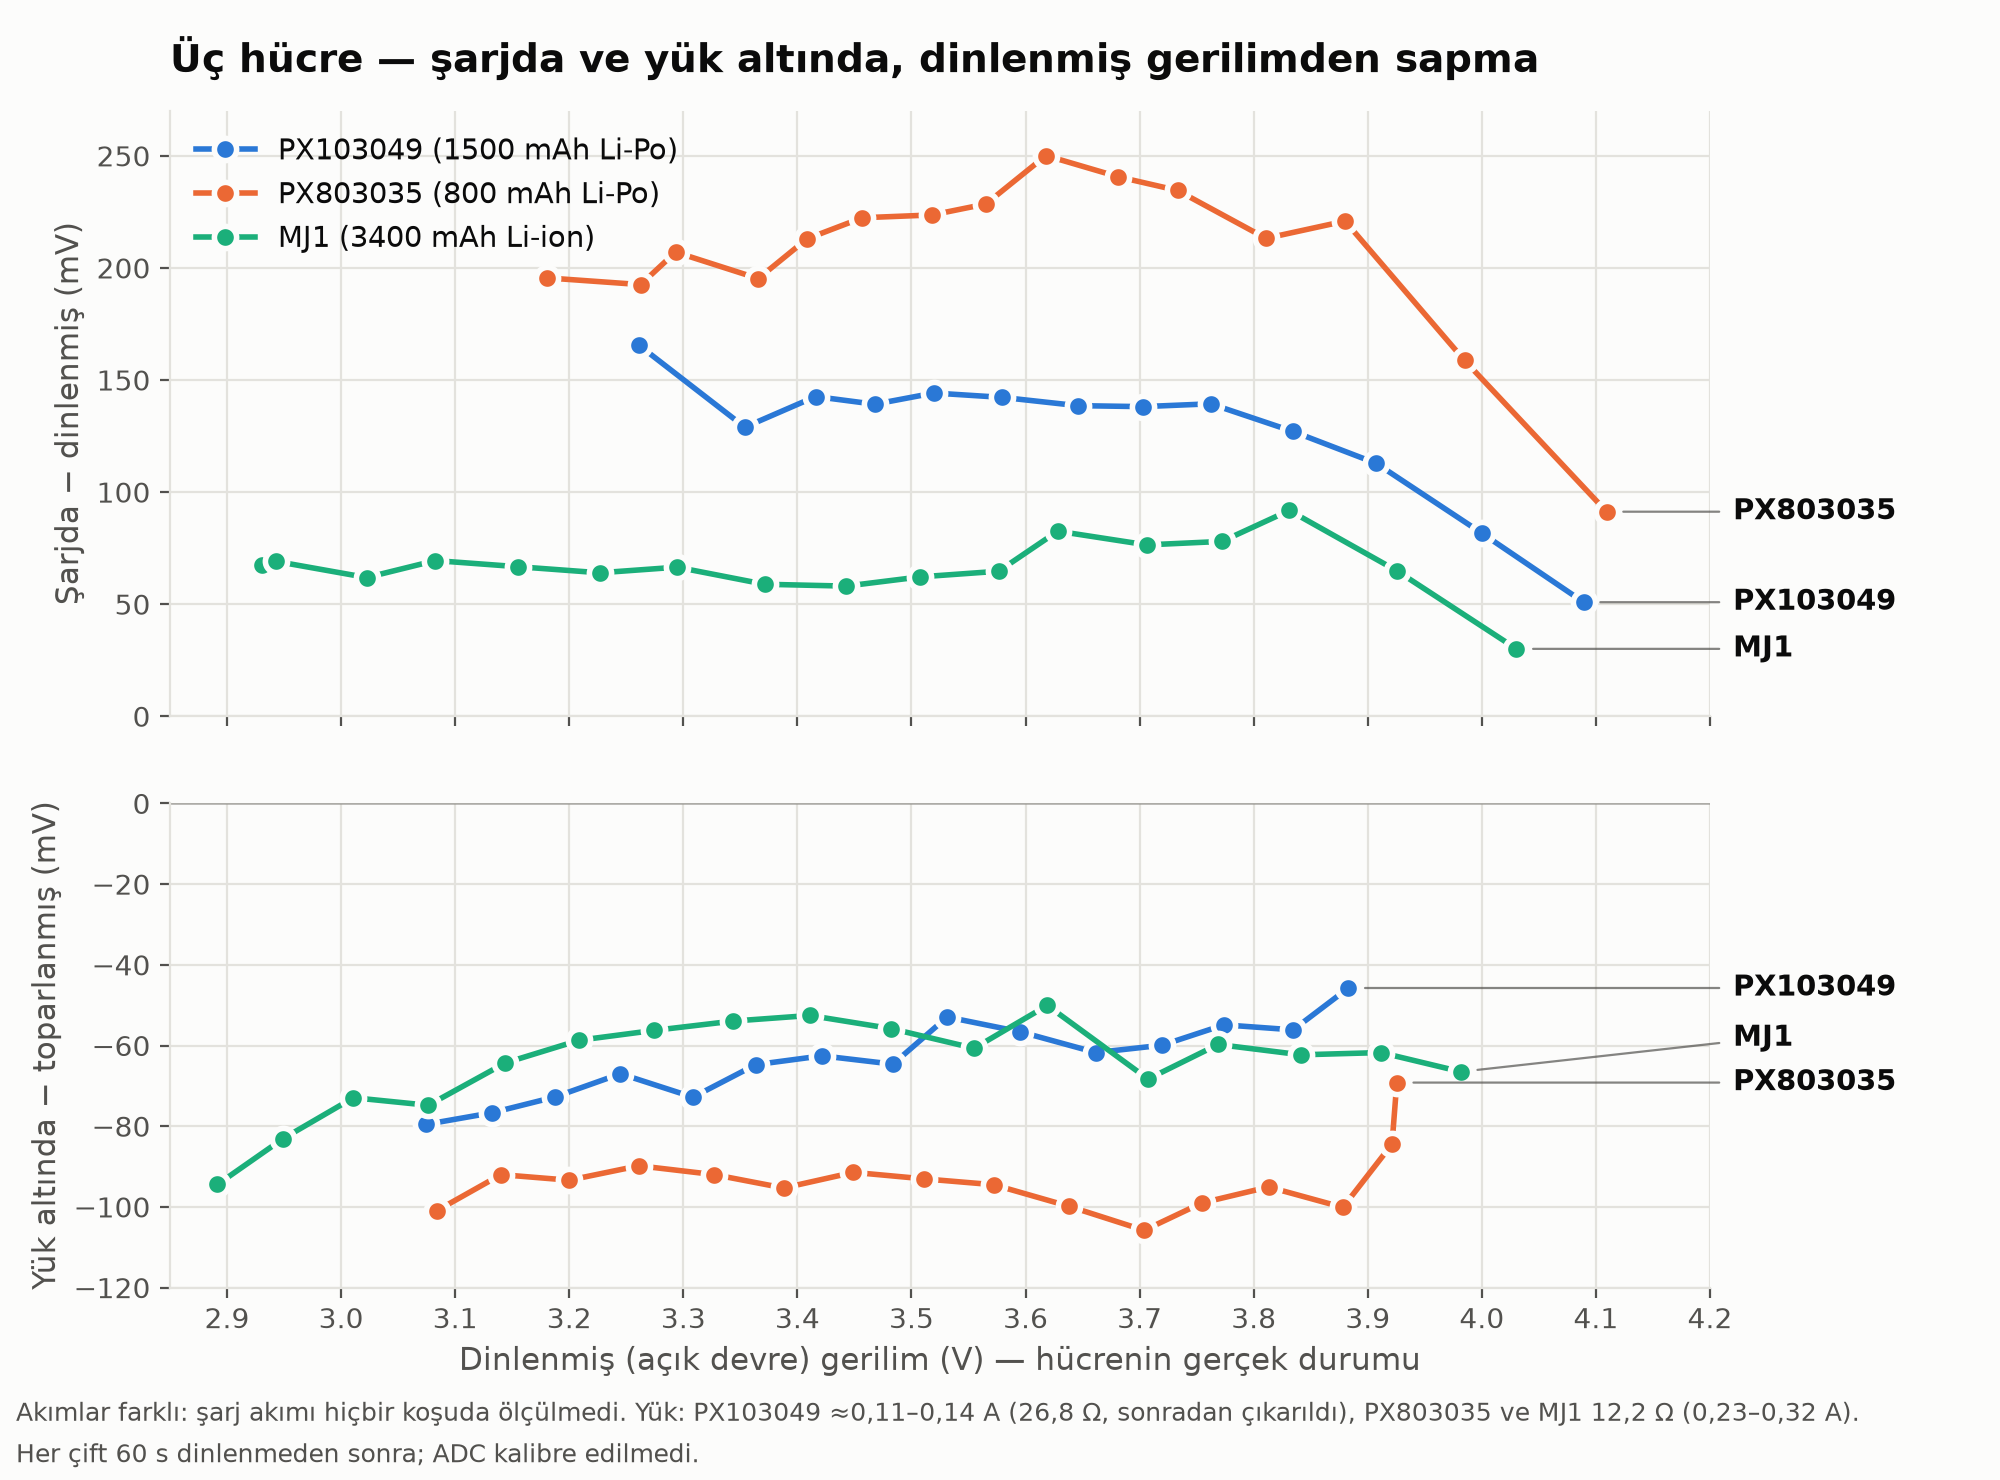 Üç hücre — şarjda ve yük altında, dinlenmiş gerilimden sapma
PX103049 (1500 mAh Li-Po)
PX803035 (800 mAh Li-Po)
MJ1 (3400 mAh Li-ion)
Şarjda − dinlenmiş (mV)
250
200
150
100
50
0
PX803035
PX103049
MJ1
Yük altında − toparlanmış (mV)
0
−20
−40
−60
−80
−100
−120
PX103049
MJ1
PX803035
2.9 3.0 3.1 3.2 3.3 3.4 3.5 3.6 3.7 3.8 3.9 4.0 4.1 4.2
Dinlenmiş (açık devre) gerilim (V) — hücrenin gerçek durumu
Akımlar farklı: şarj akımı hiçbir koşuda ölçülmedi. Yük: PX103049 ≈0,11–0,14 A (26,8 Ω, sonradan çıkarıldı), PX803035 ve MJ1 12,2 Ω (0,23–0,32 A).
Her çift 60 s dinlenmeden sonra; ADC kalibre edilmedi.